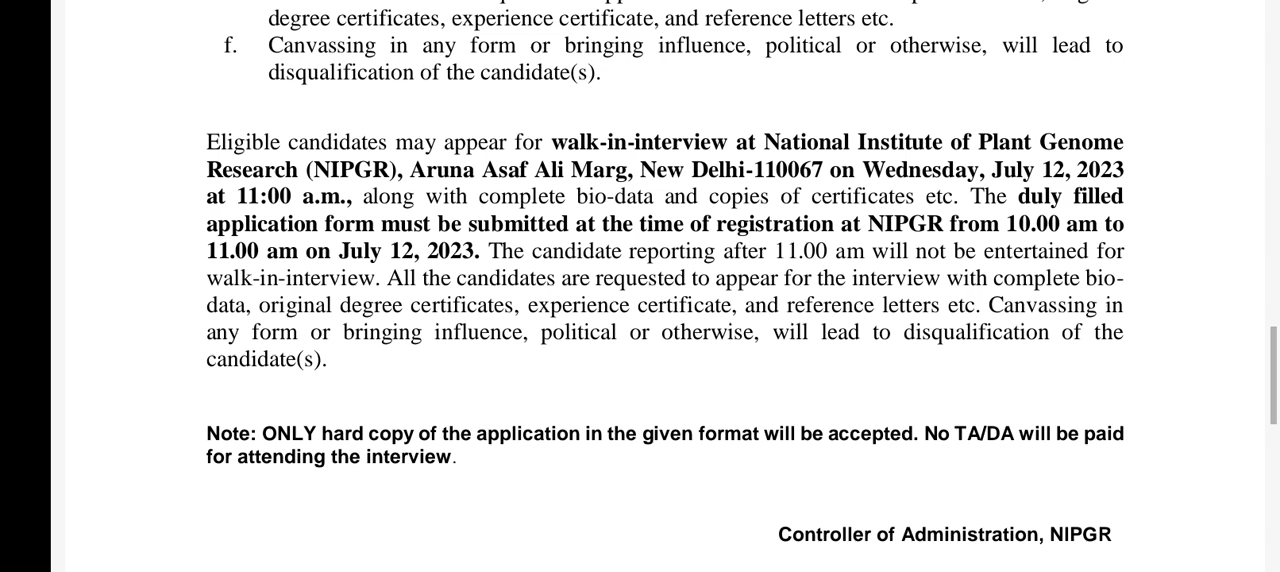 degree certificates, experience certificate, and reference letters etc.
f. Canvassing in any form or bringing influence, political or otherwise, will lead to
disqualification of the candidate(s).
Eligible candidates may appear for walk-in-interview at National Institute of Plant Genome
Research (NIPGR), Aruna Asaf Ali Marg, New Delhi-110067 on Wednesday, July 12, 2023
at 11:00 a.m., along with complete bio-data and copies of certificates etc. The duly filled
application form must be submitted at the time of registration at NIPGR from 10.00 am to
11.00 am on July 12, 2023. The candidate reporting after 11.00 am will not be entertained for
walk-in-interview. All the candidates are requested to appear for the interview with complete bio-
data, original degree certificates, experience certificate, and reference letters etc. Canvassing in
any form or bringing influence, political or otherwise, will lead to disqualification of the
candidate(s).
Note: ONLY hard copy of the application in the given format will be accepted. No TA/DA will be paid
for attending the interview.
Controller of Administration, NIPGR